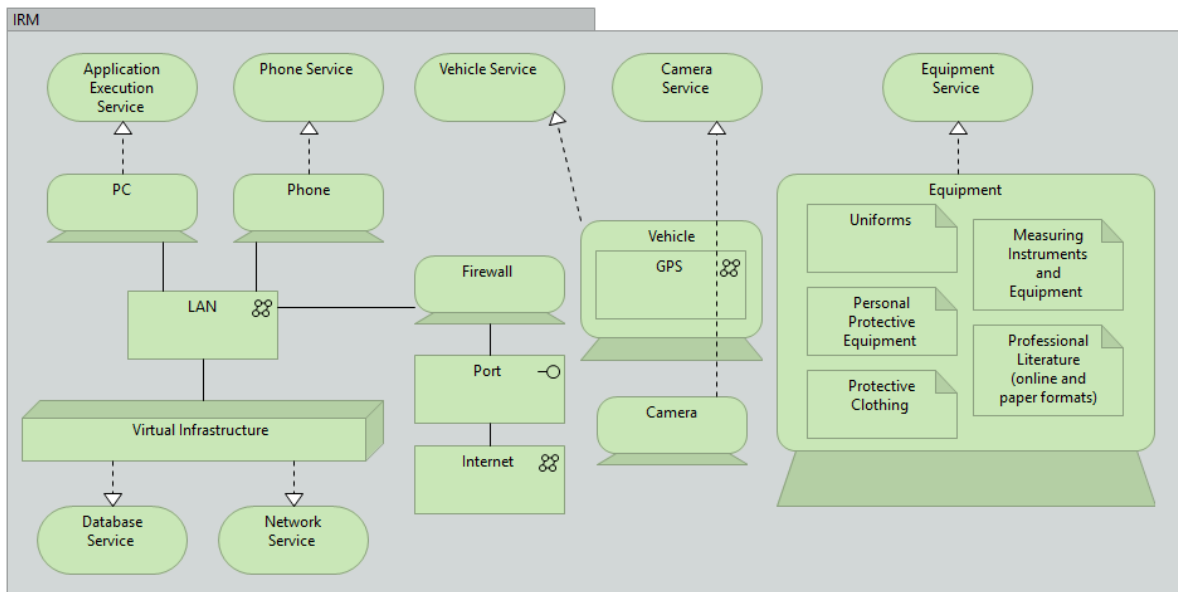 IRM
Application
Execution
Service
Phone Service
Vehicle Service
Camera
Service
Equipment
Service
PC
Phone
Equipment
Uniforms
Measuring
Instruments
and
Equipment
Vehicle
GPS
Firewall
LAN
Personal
Protective
Equipment
Professional
Literature
(online and
paper formats)
Port
Protective
Clothing
Camera
Virtual Infrastructure
Internet
Database
Service
Network
Service